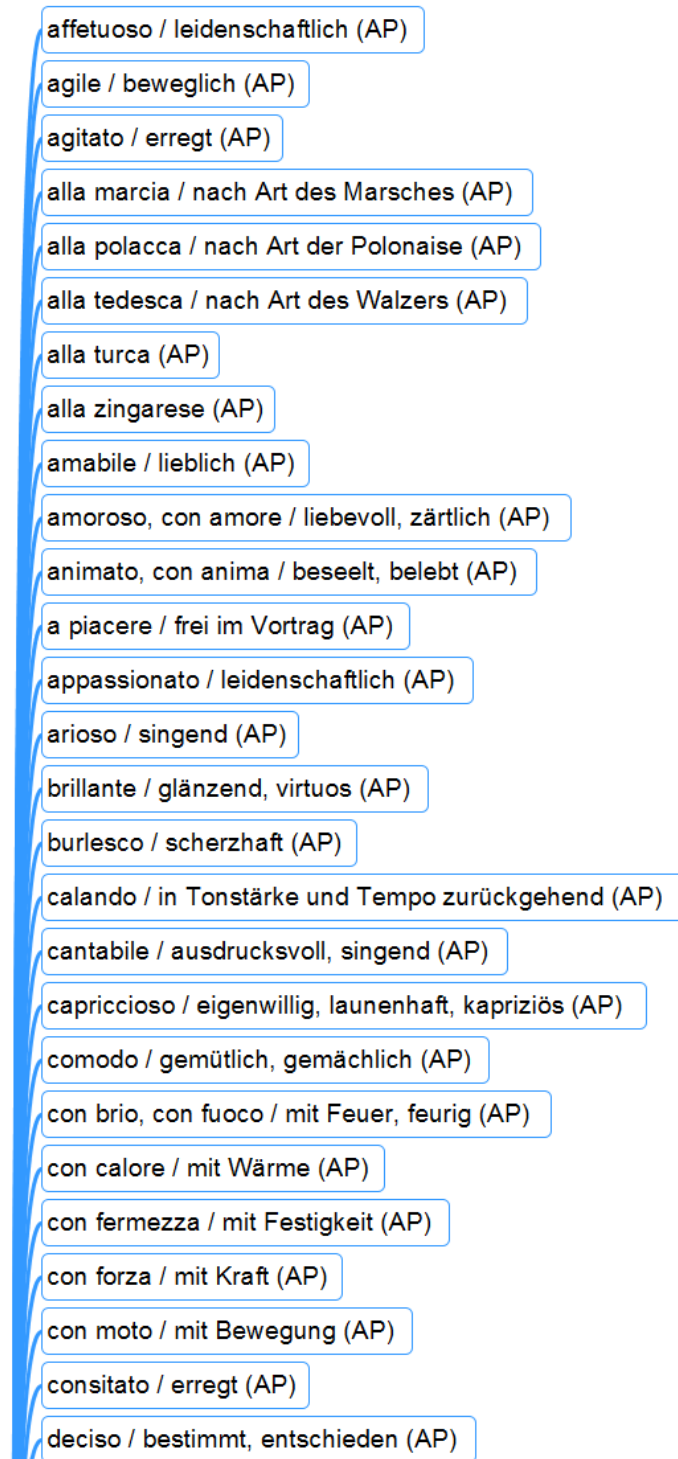 affetuoso / leidenschaftlich (AP)
agile / beweglich (AP)
agitato / erregt (AP)
alla marcia / nach Art des Marsches (AP)
alla polacca / nach Art der Polonaise (AP)
alla tedesca / nach Art des Walzers (AP)
alla turca (AP)
alla zingarese (AP)
amabile / lieblich (AP)
amoroso, con amore / liebevoll, zärtlich (AP)
animato, con anima / beseelt, belebt (AP)
a piacere / frei im Vortrag (AP)
appassionato / leidenschaftlich (AP)
arioso / singend (AP)
brillante / glänzend, virtuos (AP)
burlesco / scherzhaft (AP)
calando / in Tonstärke und Tempo zurückgehend (AP)
cantabile / ausdrucksvoll, singend (AP)
capriccioso / eigenwillig, launenhaft, kapriziös (AP)
comodo / gemütlich, gemächlich (AP)
con brio, con fuoco / mit Feuer, feurig (AP)
con calore / mit Wärme (AP)
con fermezza / mit Festigkeit (AP)
con forza / mit Kraft (AP)
con moto / mit Bewegung (AP)
consitato / erregt (AP)
deciso / bestimmt, entschieden (AP)